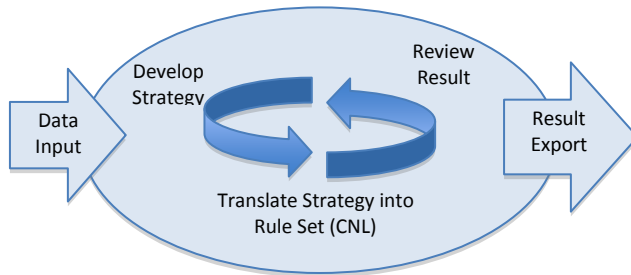 Data
Input
Develop
Strategy
Review
Result
Translate Strategy into
Rule Set (CNL)
Result
Export